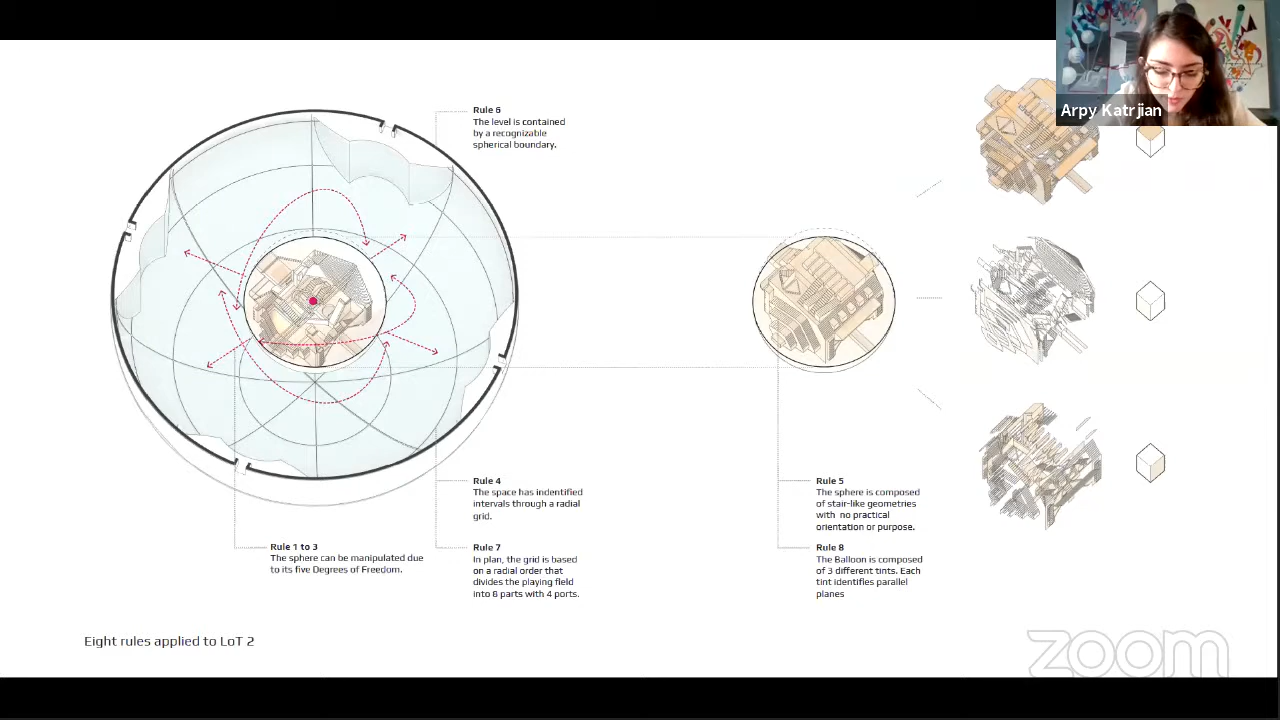 Arpy Katrjian
Rule 6
The level is contained
by a recognizable
spherical boundary.
Rule 4
The space has indentified
intervals through a radial
grid.
Rule 5
The sphere is composed
of stair-like geometries
with no practical
orientation or purpose.
Rule 1 to 3
The sphere can be manipulated due
to its five Degrees of Freedom.
Rule 7
In plan, the grid is based
on a radial order that
divides the playing field
into 8 parts with 4 ports.
Rule 8
The Balloon is composed
of 3 different tints. Each
tint identifies parallel
planes
Eight rules applied to LoT 2
zoom